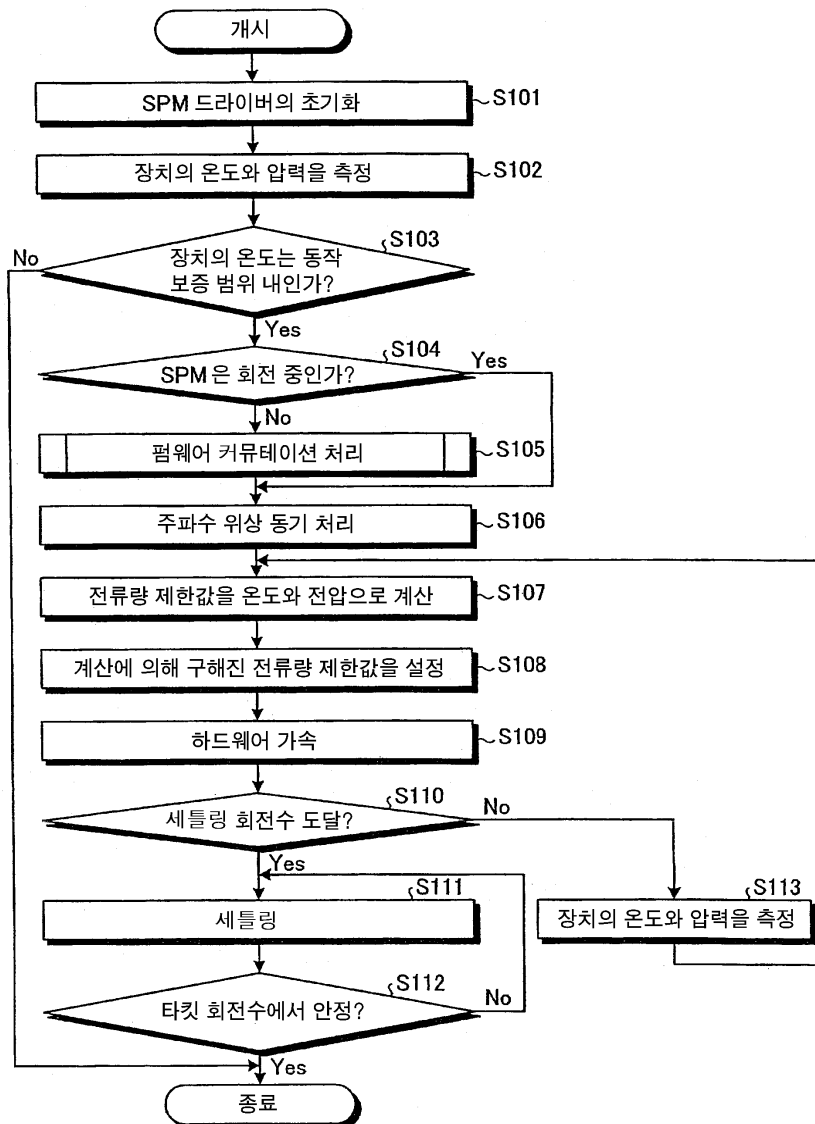 개시
SPM 드라이버의 초기화
S101
장치의 온도와 압력을 측정
S102
S103
No
장치의 온도는 동작
보증 범위 내인가?
Yes
S104
Yes
SPM은 회전 중인가?
No
펌웨어 커뮤테이션 처리
S105
주파수 위상 동기 처리
S106
전류량 제한값을 온도와 전압으로 계산
S107
계산에 의해 구해진 전류량 제한값을 설정
S108
하드웨어 가속
S109
S110
No
세틀링 회전수 도달?
Yes
S111
세틀링
S113
장치의 온도와 압력을 측정
S112
No
타킷 회전수에서 안정?
Yes
종료